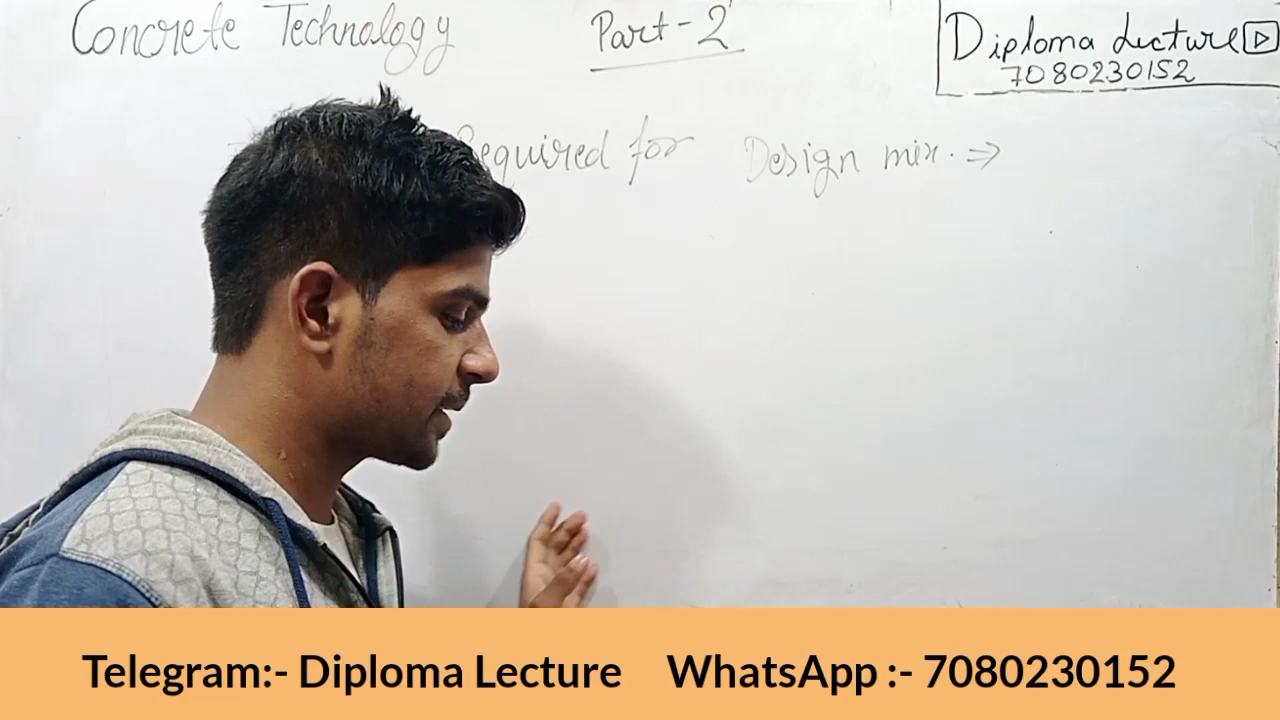 Concrete Technology Part-2
Diploma Lecture
7080230152
Required for Design mix. ⇒
Telegram:- Diploma Lecture WhatsApp :- 7080230152